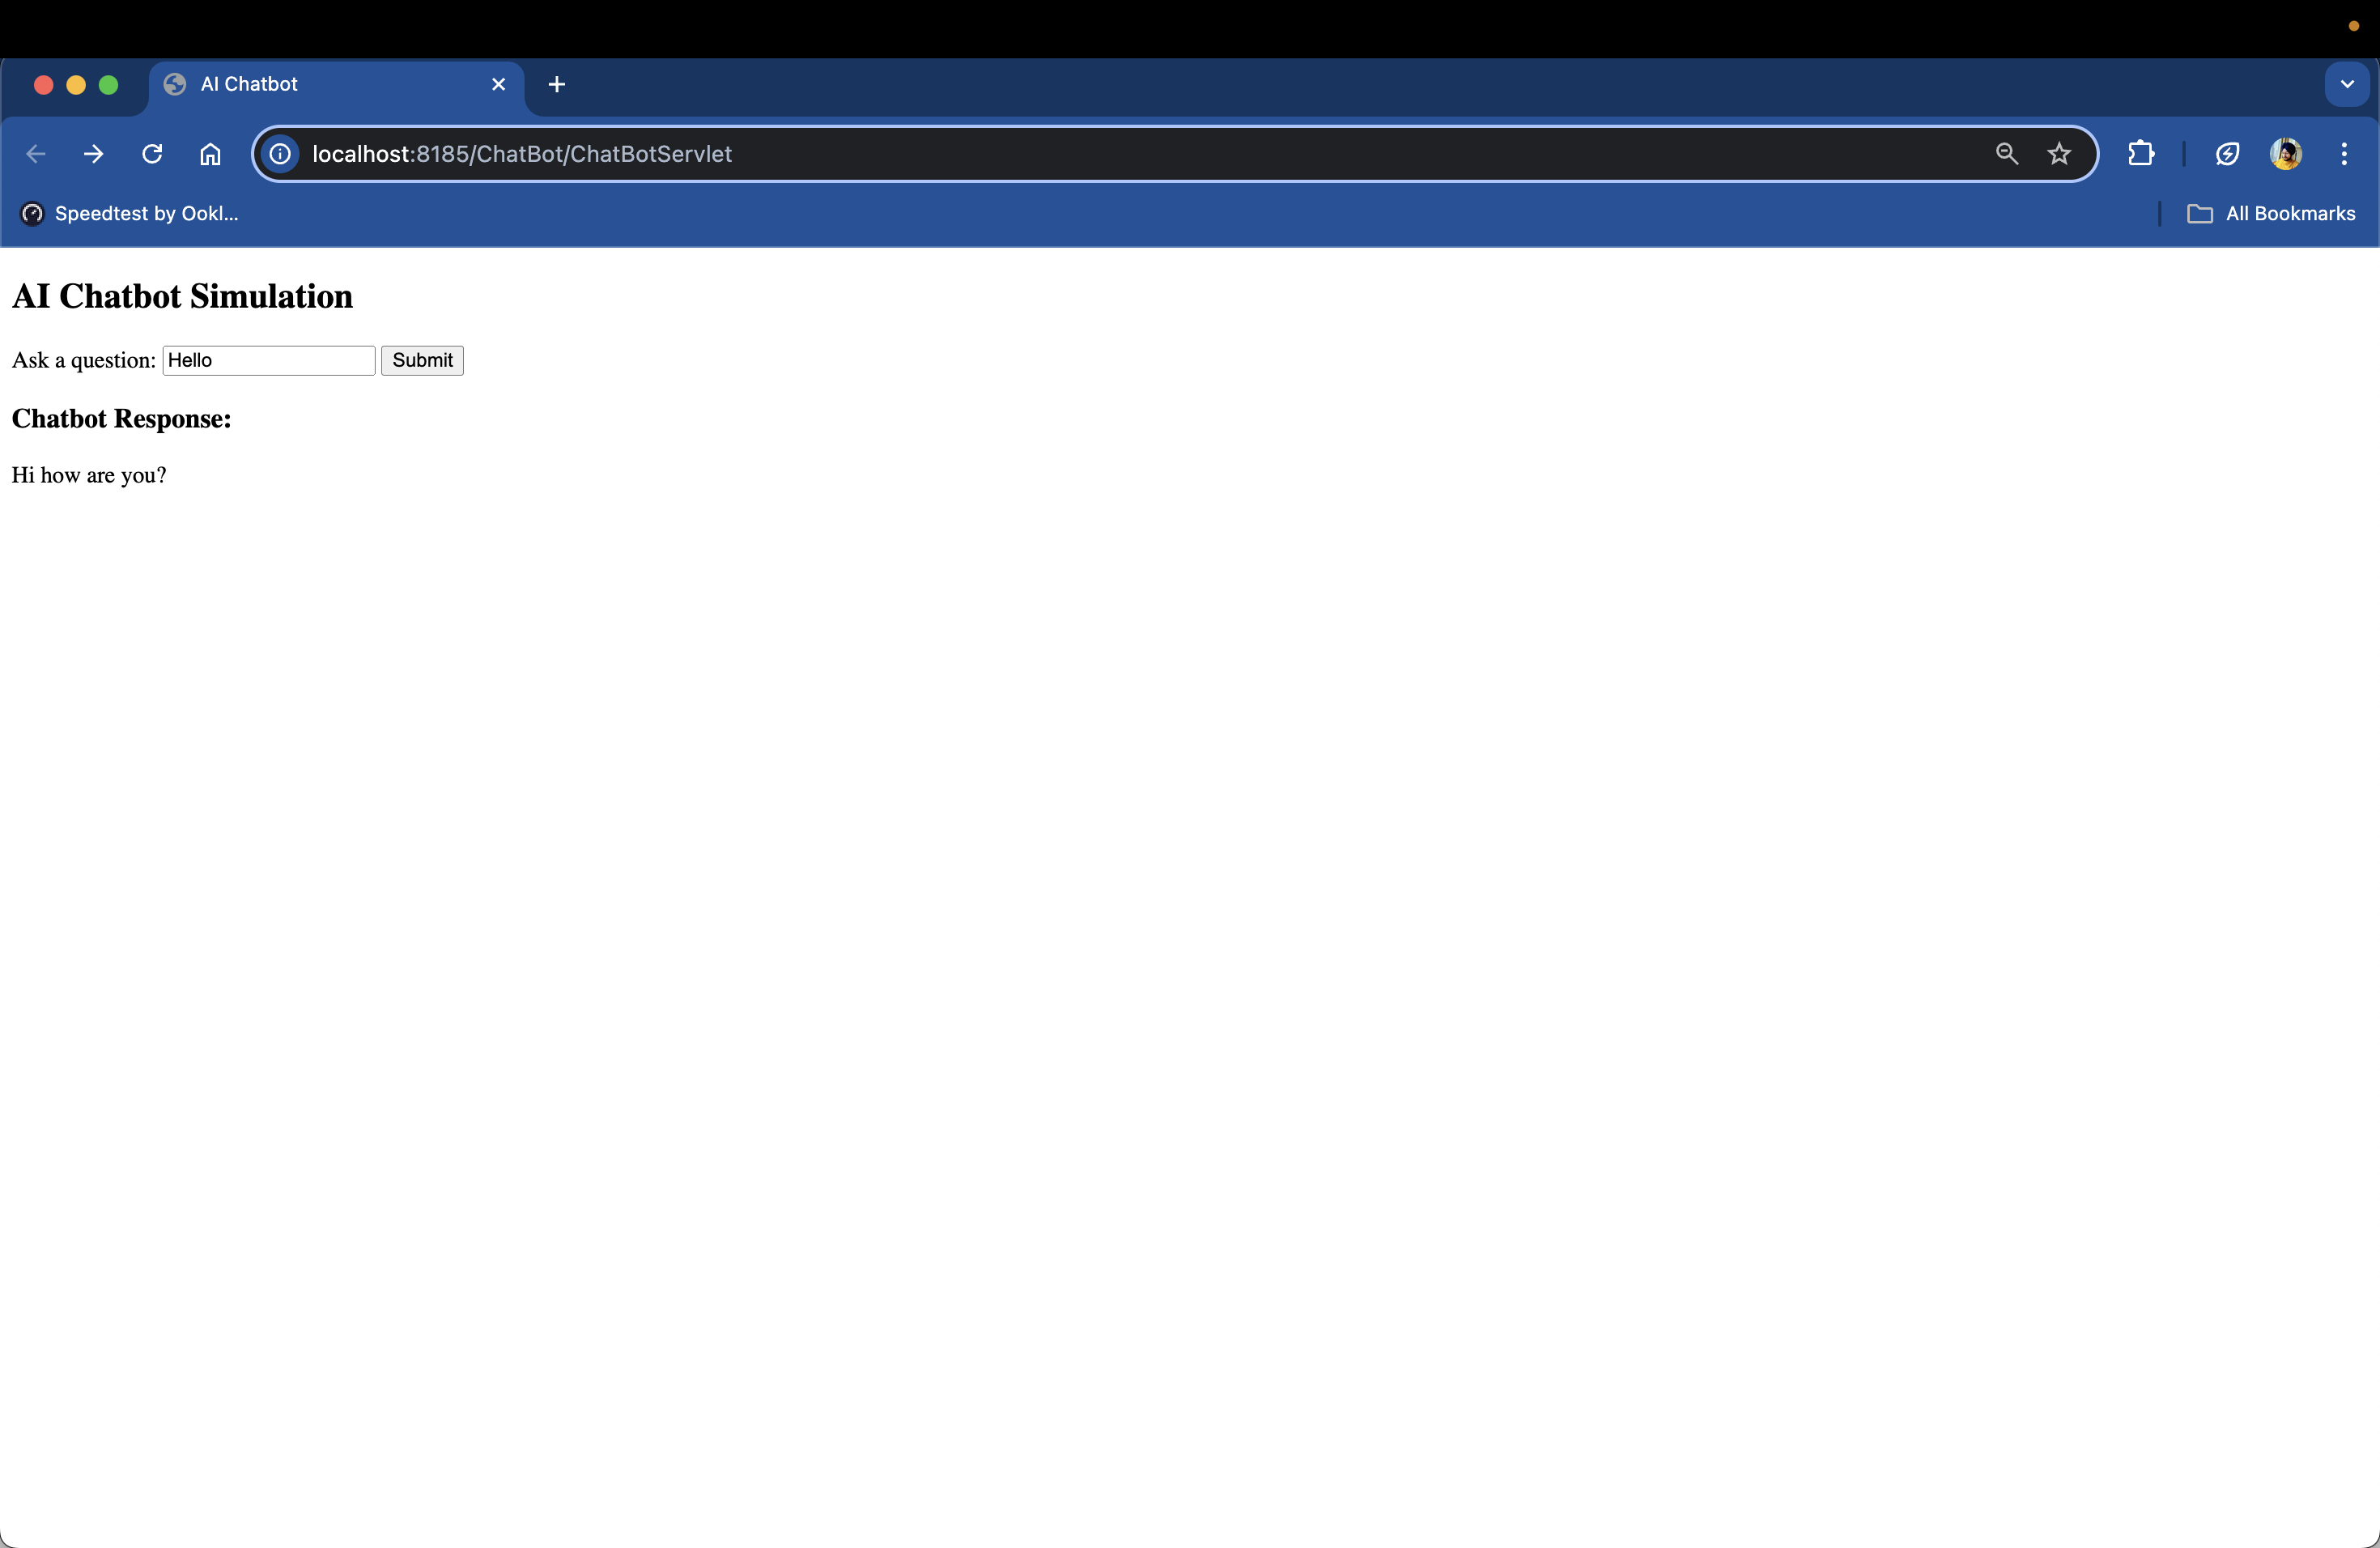 AI Chatbot
localhost:8185/ChatBot/ChatBotServlet
Speedtest by Ookl...
All Bookmarks
AI Chatbot Simulation
Ask a question: Hello Submit
Chatbot Response:
Hi how are you?